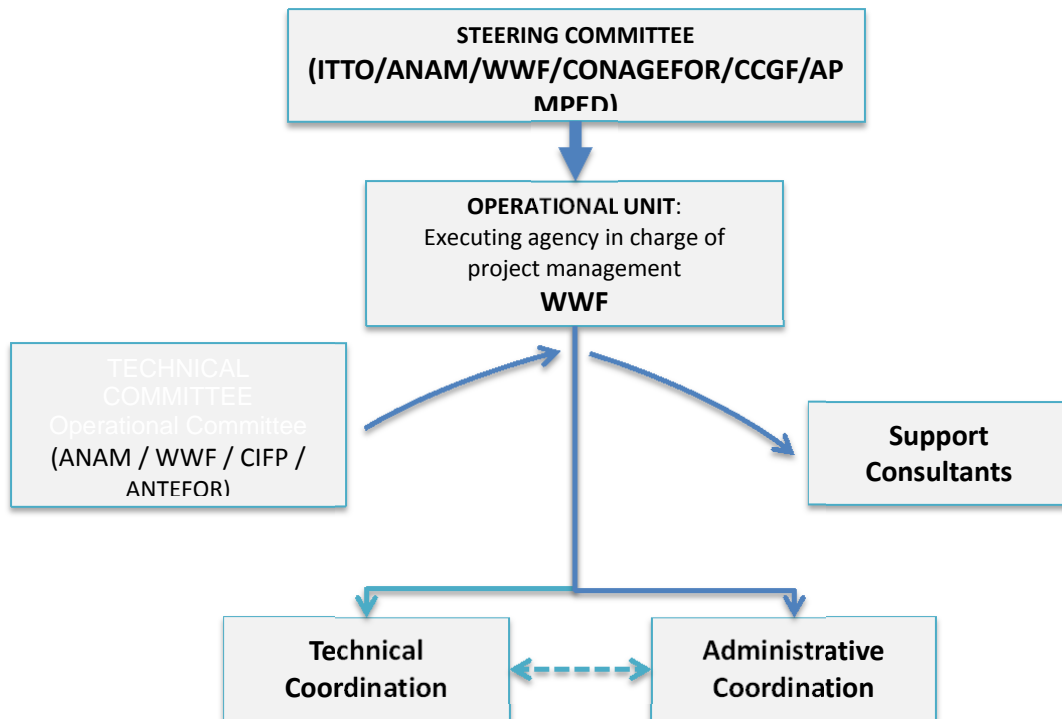 STEERING COMMITTEE
(ITTO/ANAM/WWF/CONAGEFOR/CCGF/AP
MPED)
OPERATIONAL UNIT:
Executing agency in charge of
project management
WWF
TECHNICAL
COMMITTEE
Operational Committee
(ANAM / WWF / CIFP /
ANTEFOR)
Support
Consultants
Technical
Coordination
Administrative
Coordination